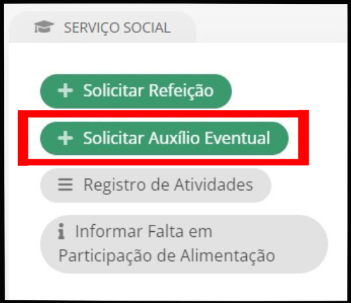 SERVIÇO SOCIAL
+ Solicitar Refeição
+ Solicitar Auxílio Eventual
Registro de Atividades
Informar Falta em
Participação de Alimentação